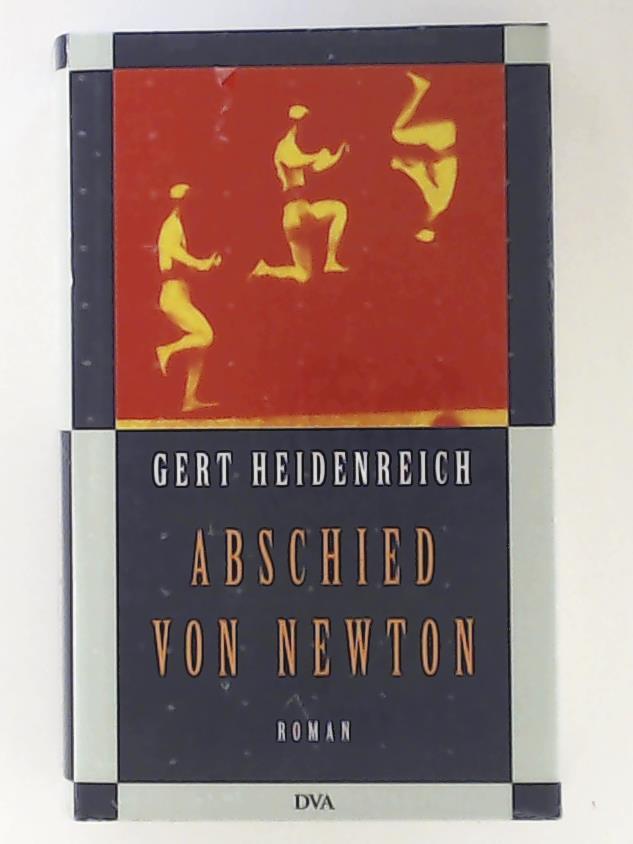 GERT HEIDENREICH
ABSCHIED
VON NEWTON
ROMAN
DVA